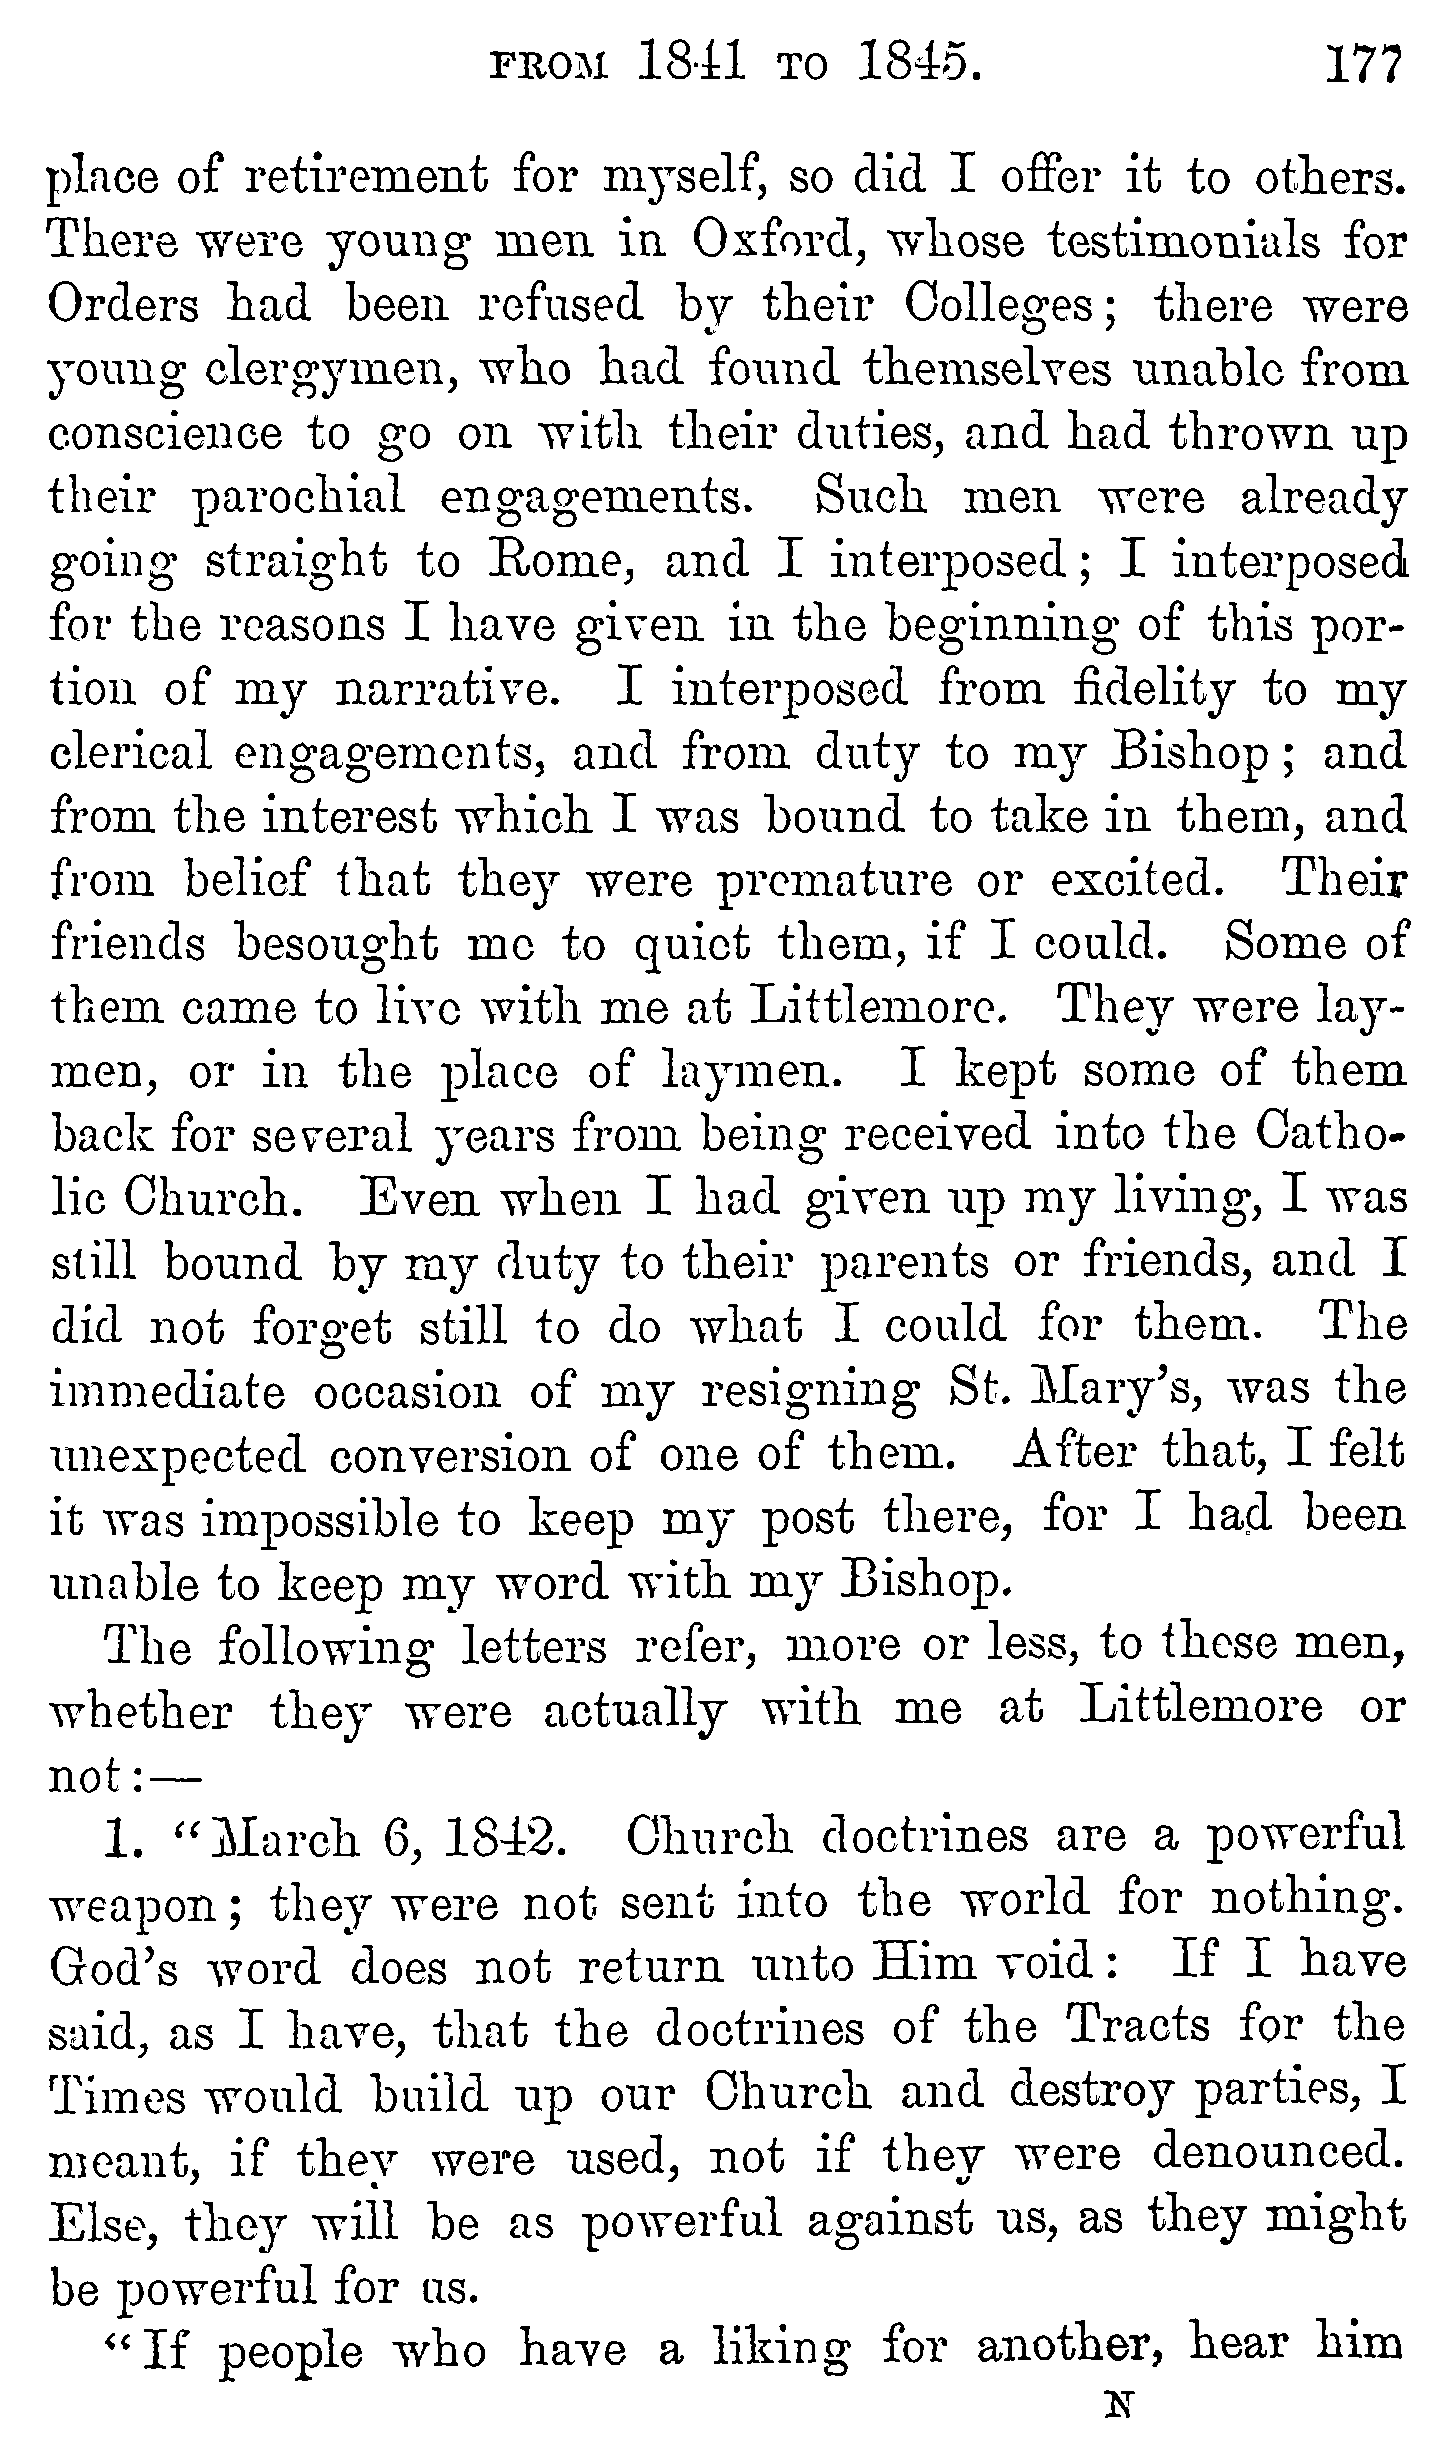 FROM 1841 TO 1845. 177
place of retirement for myself, so did I offer it to others.
There were young men in Oxford, whose testimonials for
Orders had been refused by their Colleges; there were
young clergymen, who had found themselves unable from
conscience to go on with their duties, and had thrown up
their parochial engagements. Such men were already
going straight to Rome, and I interposed; I interposed
for the reasons I have given in the beginning of this por-
tion of my narrative. I interposed from fidelity to my
clerical engagements, and from duty to my Bishop; and
from the interest which I was bound to take in them, and
from belief that they were premature or excited. Their
friends besought me to quiet them, if I could. Some of
them came to live with me at Littlemore. They were lay-
men, or in the place of laymen. I kept some of them
back for several years from being received into the Catho-
lic Church. Even when I had given up my living, I was
still bound by my duty to their parents or friends, and I
did not forget still to do what I could for them. The
immediate occasion of my resigning St. Mary's, was the
unexpected conversion of one of them. After that, I felt
it was impossible to keep my post there, for I had been
unable to keep my word with my Bishop.
The following letters refer, more or less, to these men,
whether they were actually with me at Littlemore or
not:—
1. "March 6, 1842. Church doctrines are a powerful
weapon; they were not sent into the world for nothing.
God's word does not return unto Him void: If I have
said, as I have, that the doctrines of the Tracts for the
Times would build up our Church and destroy parties, I
meant, if they were used, not if they were denounced.
Else, they will be as powerful against us, as they might
be powerful for us.
"If people who have a liking for another, hear him
N